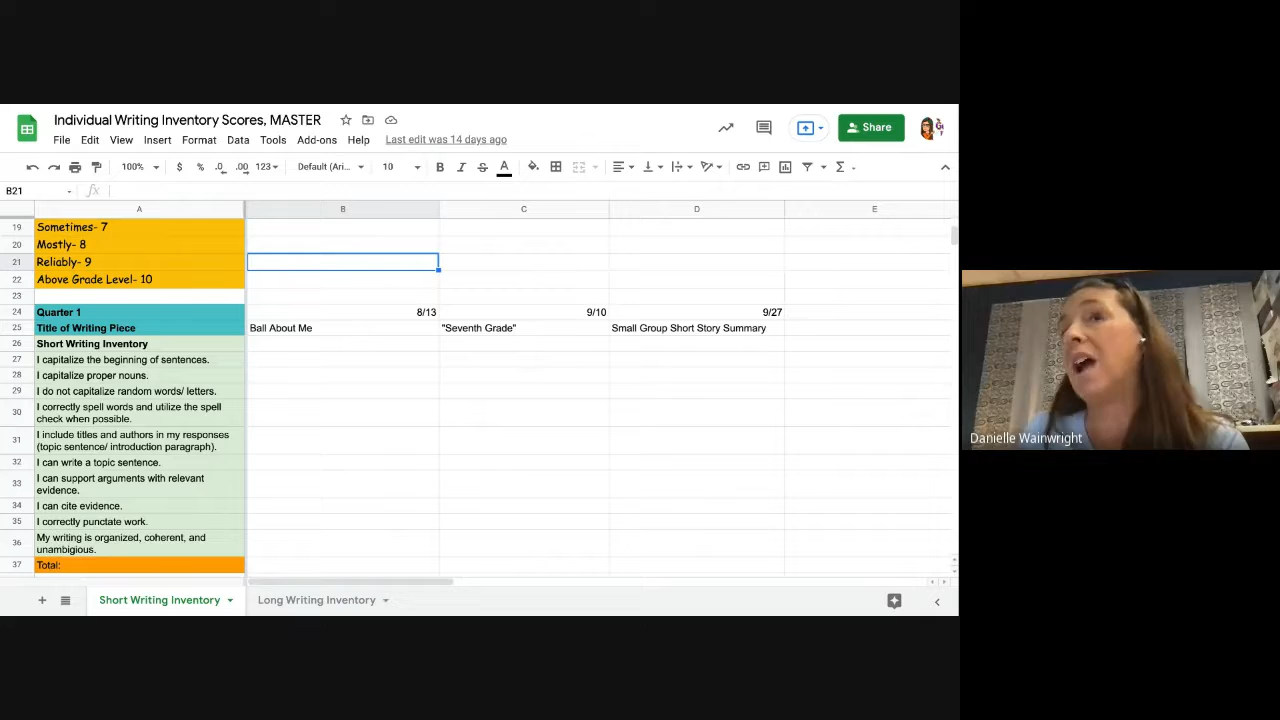 Individual Writing Inventory Scores, MASTER
File Edit View Insert Format Data Tools Add-ons Help Last edit was 14 days ago
Share
100% $ % .0 .00 123 Default (Ari... 10 B I S A
B21 fx
A B C D E
19 Sometimes- 7
20 Mostly- 8
21 Reliably- 9
22 Above Grade Level- 10
23
24 Quarter 1 8/13 9/10 9/27
25 Title of Writing Piece Ball About Me "Seventh Grade" Small Group Short Story Summary
26 Short Writing Inventory
27 I capitalize the beginning of sentences.
28 I capitalize proper nouns.
29 I do not capitalize random words/ letters.
30 I correctly spell words and utilize the spell
check when possible.
31 I include titles and authors in my responses
(topic sentence/ introduction paragraph).
32 I can write a topic sentence.
33 I can support arguments with relevant
evidence.
34 I can cite evidence.
35 I correctly punctate work.
36 My writing is organized, coherent, and
unambigious.
37 Total:
Short Writing Inventory Long Writing Inventory
Danielle Wainwright